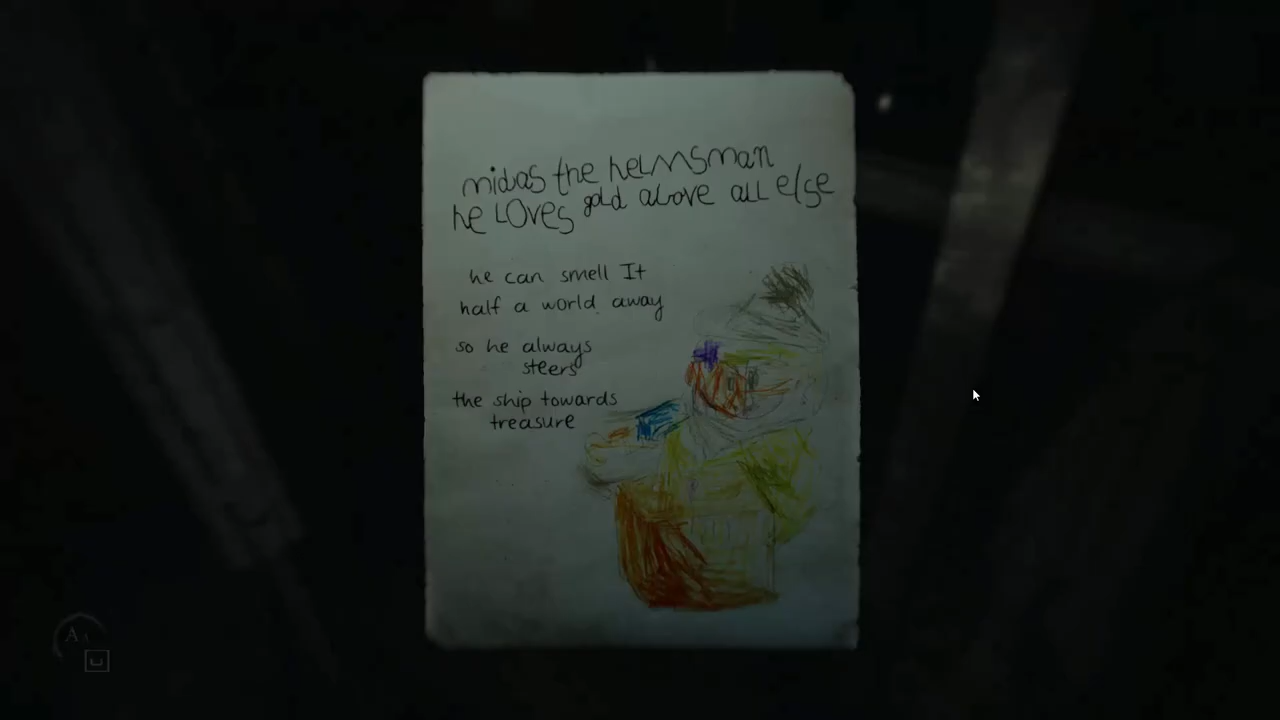 midas the heLMSman
he LOVes gold above aLL else
he can smell It
half a world away
so he always
steers
the ship towards
treasure
A